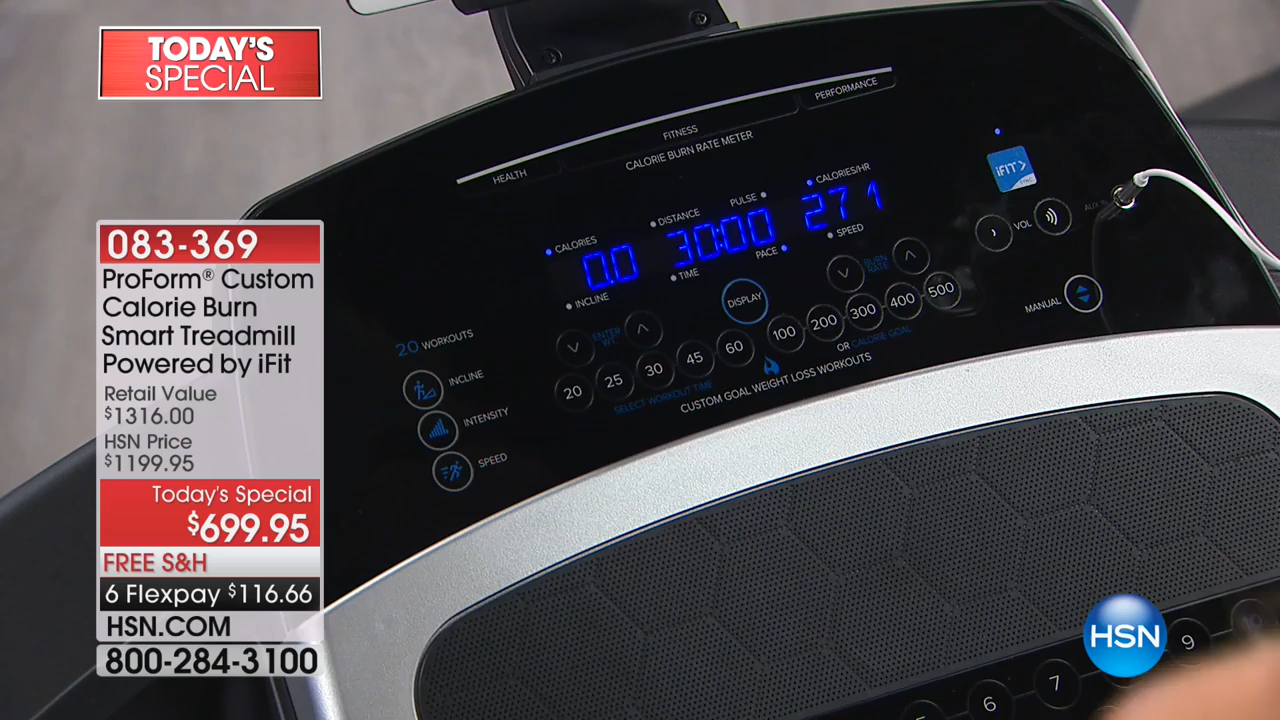 TODAY'S
SPECIAL
083-369
ProForm® Custom
Calorie Burn
Smart Treadmill
Powered by iFit
Retail Value
$1316.00
HSN Price
$1199.95
Today's Special
$699.95
FREE S&H
6 Flexpay $116.66
HSN.COM
800-284-3100
HEALTH
FITNESS
PERFORMANCE
CALORIE BURN RATE METER
CALORIES
DISTANCE
PULSE
CALORIES/HR
0.0
30:00
271
INCLINE
TIME
PACE
SPEED
iFIT
SYNC
VOL
AUX
MANUAL
DISPLAY
ENTER
WT.
BURN
RATE
20 25 30 45 60 100 200 300 400 500
SELECT WORKOUT TIME
OR CALORIE GOAL
CUSTOM GOAL WEIGHT LOSS WORKOUTS
20 WORKOUTS
INCLINE
INTENSITY
SPEED
6
7
9
10
HSN